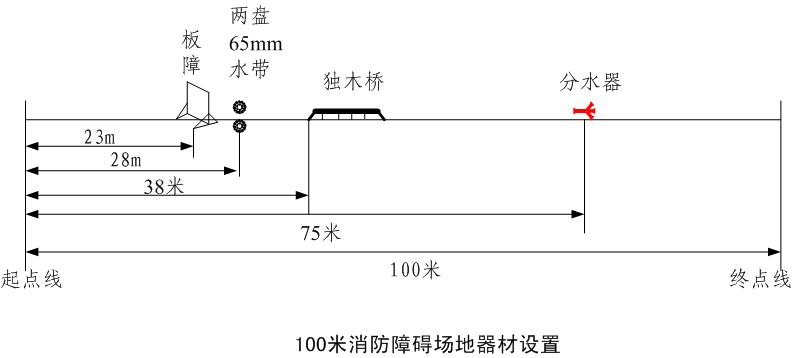 两盘
65mm
水带
板
障
独木桥
分水器
23m
28m
38米
75米
100米
起点线
终点线
100米消防障碍场地器材设置